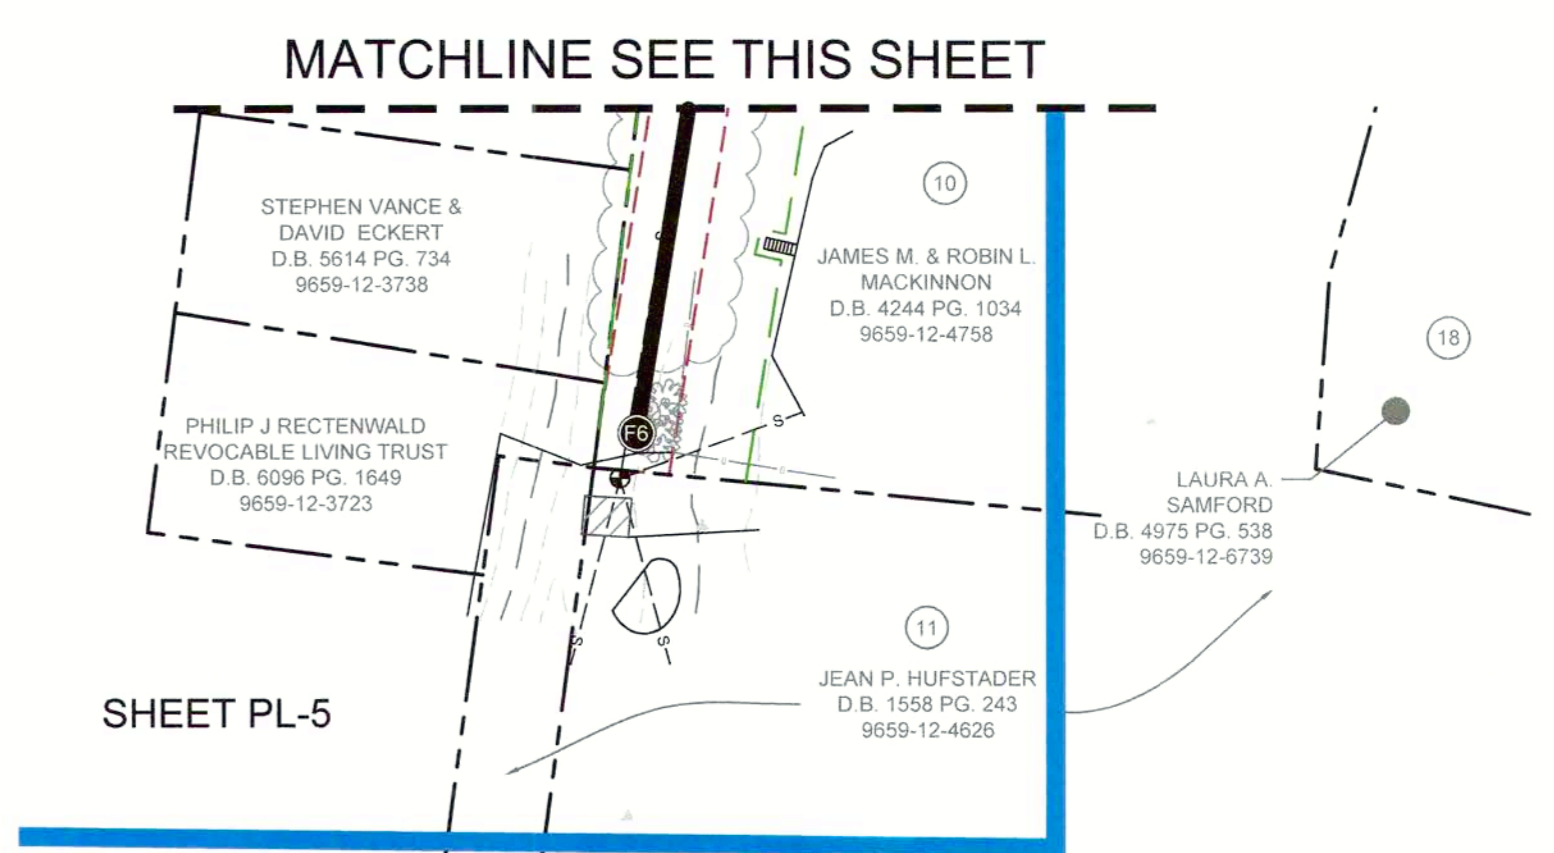 MATCHLINE SEE THIS SHEET
10
STEPHEN VANCE &
DAVID ECKERT
D.B. 5614 PG. 734
9659-12-3738
JAMES M. & ROBIN L.
MACKINNON
D.B. 4244 PG. 1034
9659-12-4758
18
PHILIP J RECTENWALD
REVOCABLE LIVING TRUST
D.B. 6096 PG. 1649
9659-12-3723
F6
S
LAURA A.
SAMFORD
D.B. 4975 PG. 538
9659-12-6739
S
S
11
JEAN P. HUFSTADER
D.B. 1558 PG. 243
9659-12-4626
SHEET PL-5